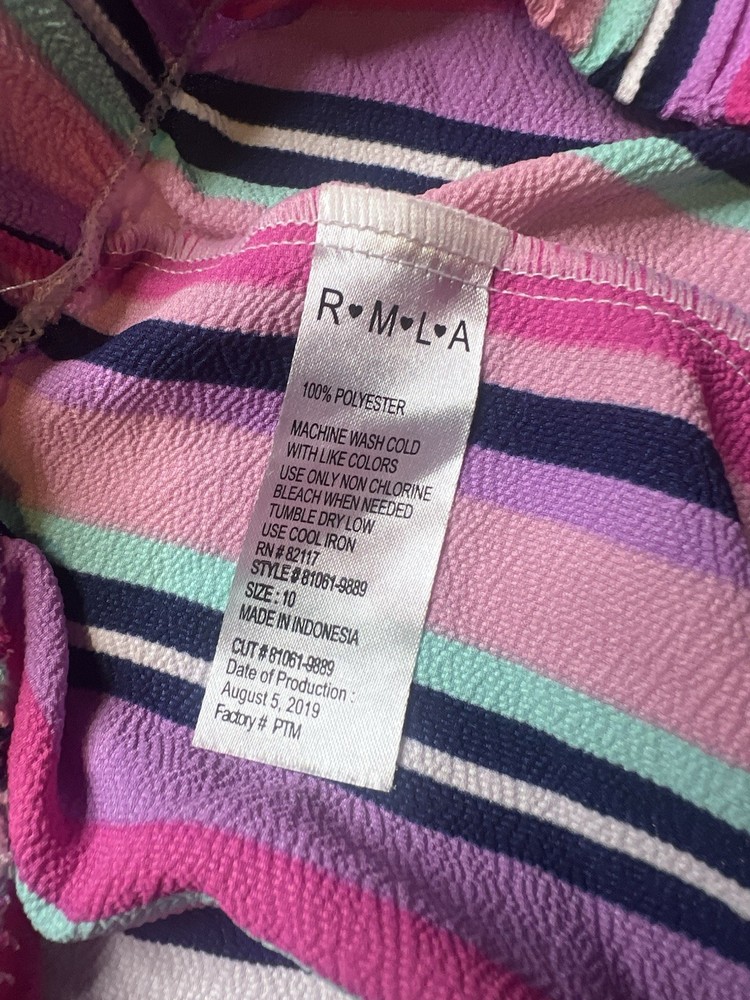 R♥M♥L♥A
100% POLYESTER
MACHINE WASH COLD
WITH LIKE COLORS
USE ONLY NON CHLORINE
BLEACH WHEN NEEDED
TUMBLE DRY LOW
USE COOL IRON
RN # 82117
STYLE # 81061-9889
SIZE : 10
MADE IN INDONESIA
CUT # 81061-9889
Date of Production :
August 5, 2019
Factory # PTM